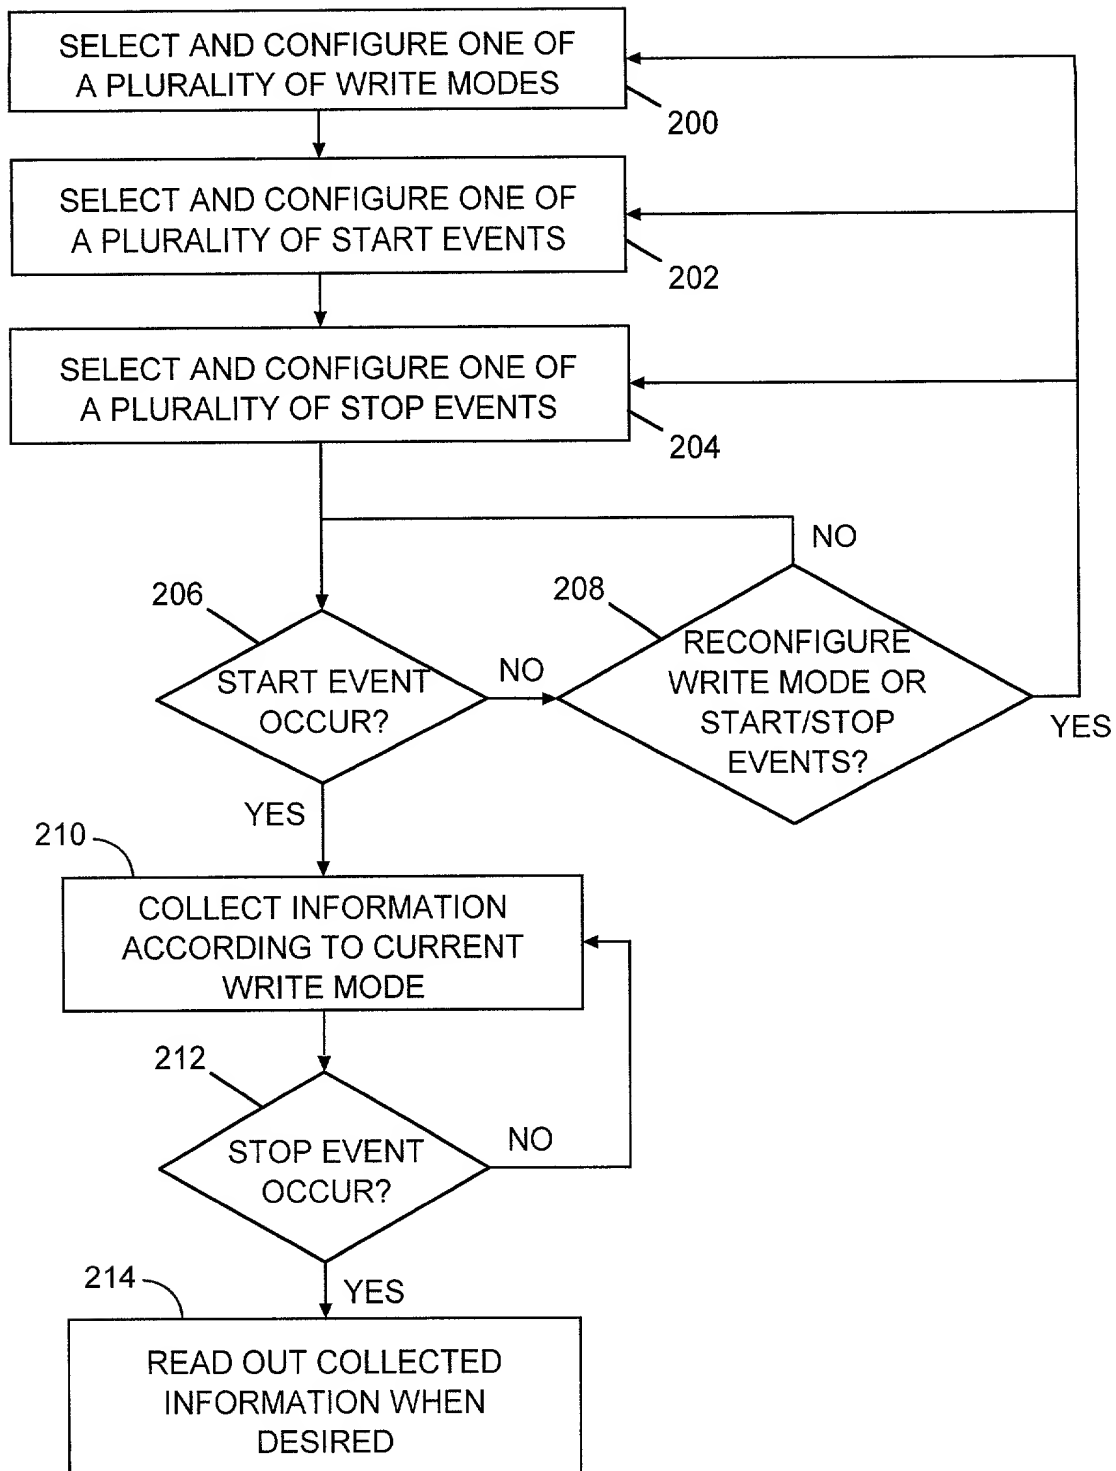 SELECT AND CONFIGURE ONE OF
A PLURALITY OF WRITE MODES
200
SELECT AND CONFIGURE ONE OF
A PLURALITY OF START EVENTS
202
SELECT AND CONFIGURE ONE OF
A PLURALITY OF STOP EVENTS
204
NO
206
208
START EVENT
OCCUR?
NO
RECONFIGURE
WRITE MODE OR
START/STOP
EVENTS?
YES
YES
210
COLLECT INFORMATION
ACCORDING TO CURRENT
WRITE MODE
212
STOP EVENT
OCCUR?
NO
YES
214
READ OUT COLLECTED
INFORMATION WHEN
DESIRED